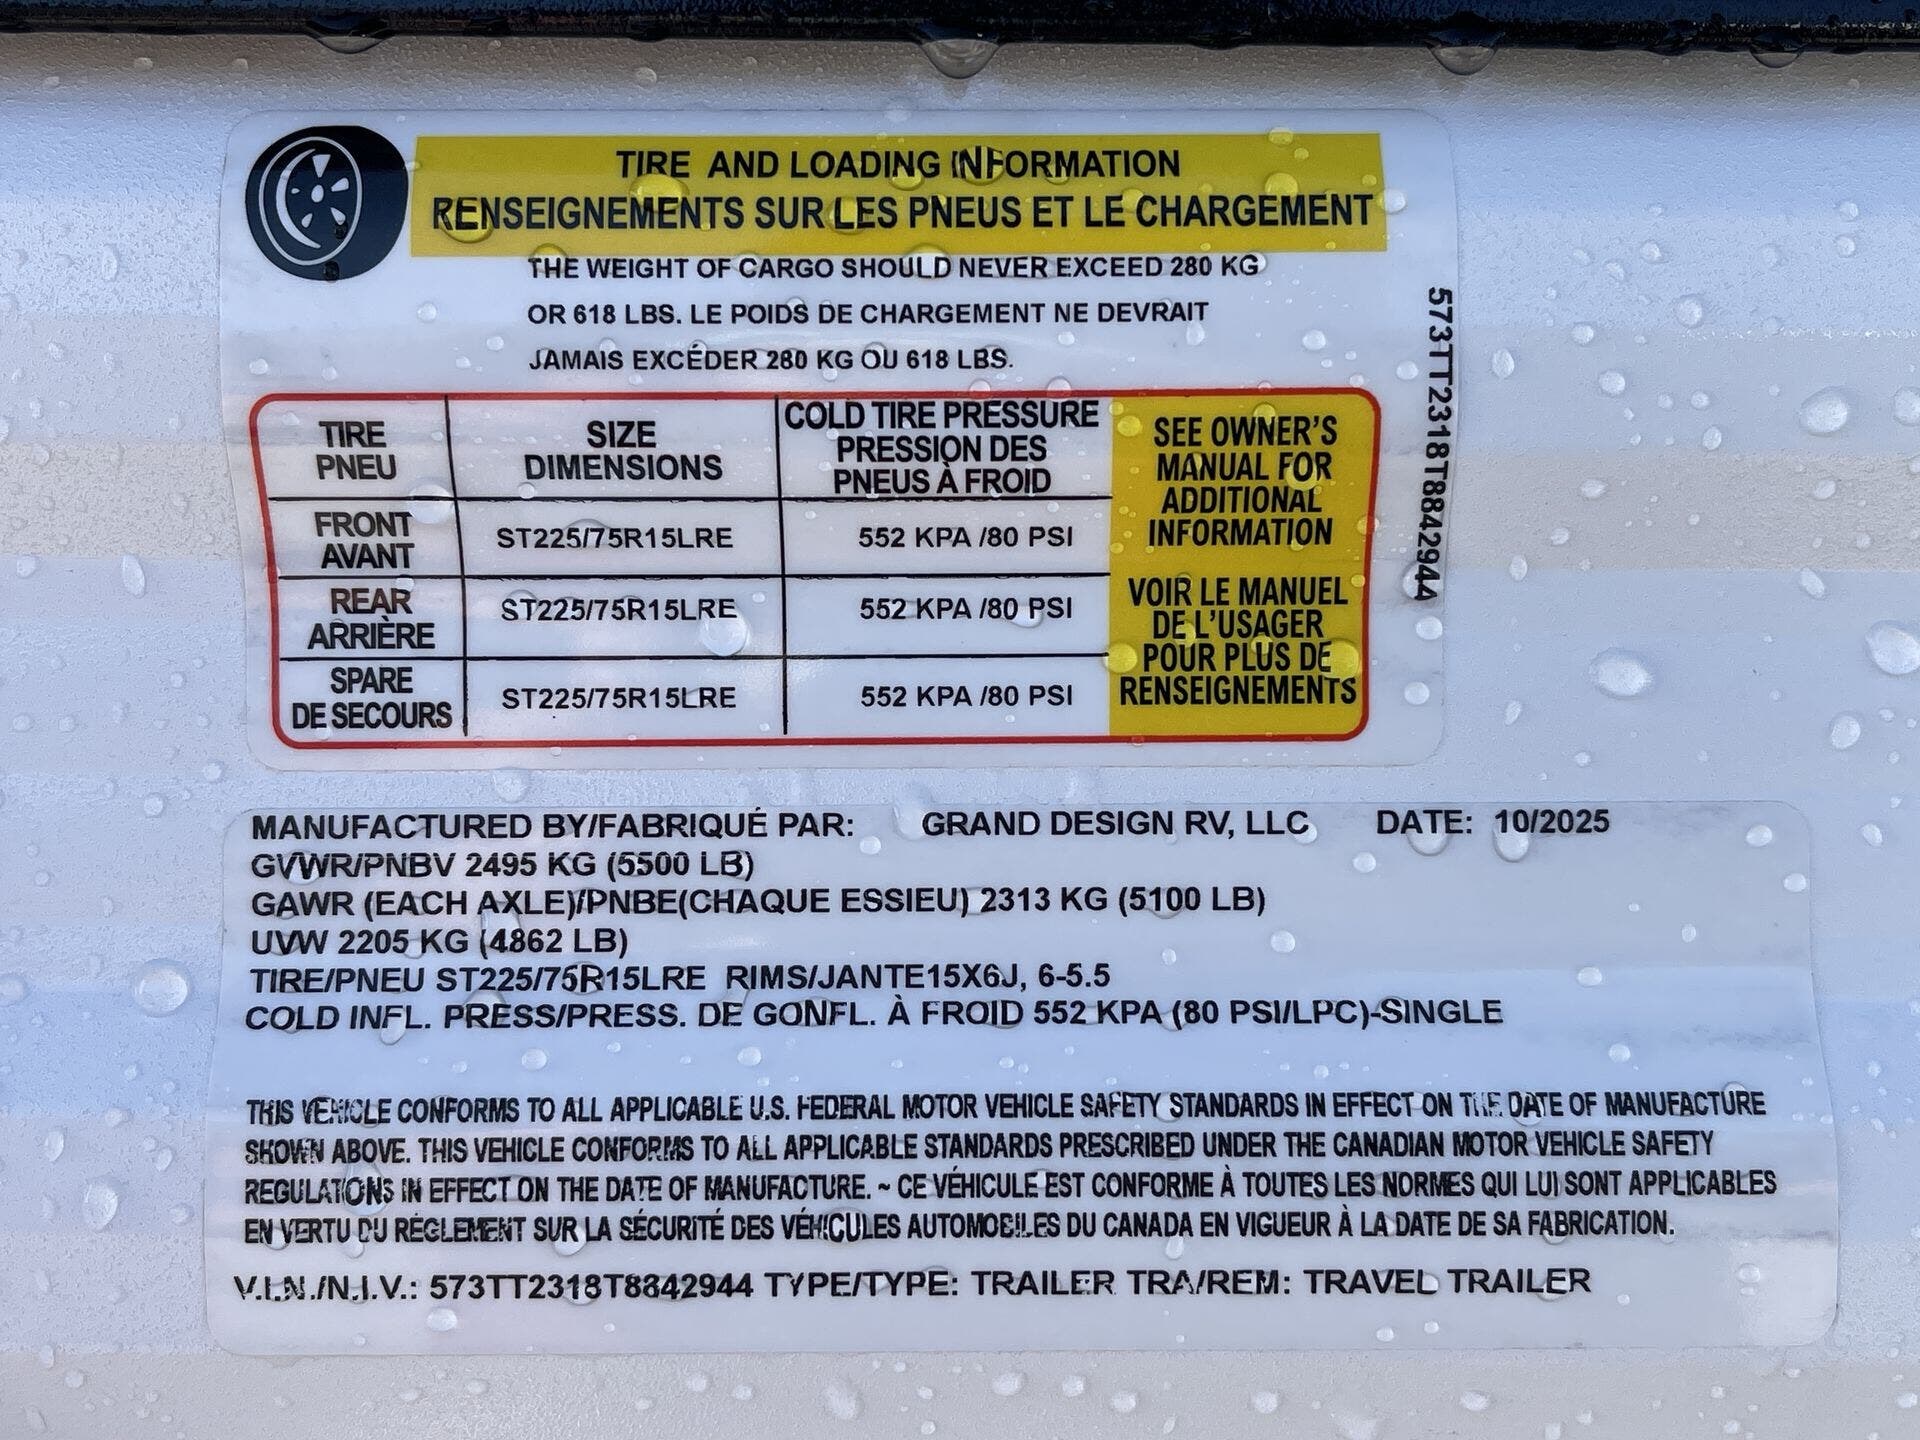 TIRE AND LOADING INFORMATION
RENSEIGNEMENTS SUR LES PNEUS ET LE CHARGEMENT
THE WEIGHT OF CARGO SHOULD NEVER EXCEED 280 KG
OR 618 LBS. LE POIDS DE CHARGEMENT NE DEVRAIT
JAMAIS EXCÉDER 280 KG OU 618 LBS.
TIRE
PNEU
SIZE
DIMENSIONS
COLD TIRE PRESSURE
PRESSION DES
PNEUS À FROID
FRONT
AVANT
ST225/75R15LRE
552 KPA /80 PSI
REAR
ARRIÈRE
ST225/75R15LRE
552 KPA /80 PSI
SPARE
DE SECOURS
ST225/75R15LRE
552 KPA /80 PSI
SEE OWNER'S
MANUAL FOR
ADDITIONAL
INFORMATION
VOIR LE MANUEL
DE L'USAGER
POUR PLUS DE
RENSEIGNEMENTS
573TT2318T8842944
MANUFACTURED BY/FABRIQUÉ PAR: GRAND DESIGN RV, LLC DATE: 10/2025
GVWR/PNBV 2495 KG (5500 LB)
GAWR (EACH AXLE)/PNBE(CHAQUE ESSIEU) 2313 KG (5100 LB)
UVW 2205 KG (4862 LB)
TIRE/PNEU ST225/75R15LRE RIMS/JANTE15X6J, 6-5.5
COLD INFL. PRESS/PRESS. DE GONFL. À FROID 552 KPA (80 PSI/LPC)-SINGLE
THIS VEHICLE CONFORMS TO ALL APPLICABLE U.S. FEDERAL MOTOR VEHICLE SAFETY STANDARDS IN EFFECT ON THE DATE OF MANUFACTURE
SHOWN ABOVE. THIS VEHICLE CONFORMS TO ALL APPLICABLE STANDARDS PRESCRIBED UNDER THE CANADIAN MOTOR VEHICLE SAFETY
REGULATIONS IN EFFECT ON THE DATE OF MANUFACTURE. ~ CE VÉHICULE EST CONFORME À TOUTES LES NORMES QUI LUI SONT APPLICABLES
EN VERTU DU RÈGLEMENT SUR LA SÉCURITÉ DES VÉHICULES AUTOMOBILES DU CANADA EN VIGUEUR À LA DATE DE SA FABRICATION.
V.I.N./N.I.V.: 573TT2318T8842944 TYPE/TYPE: TRAILER TRA/REM: TRAVEL TRAILER